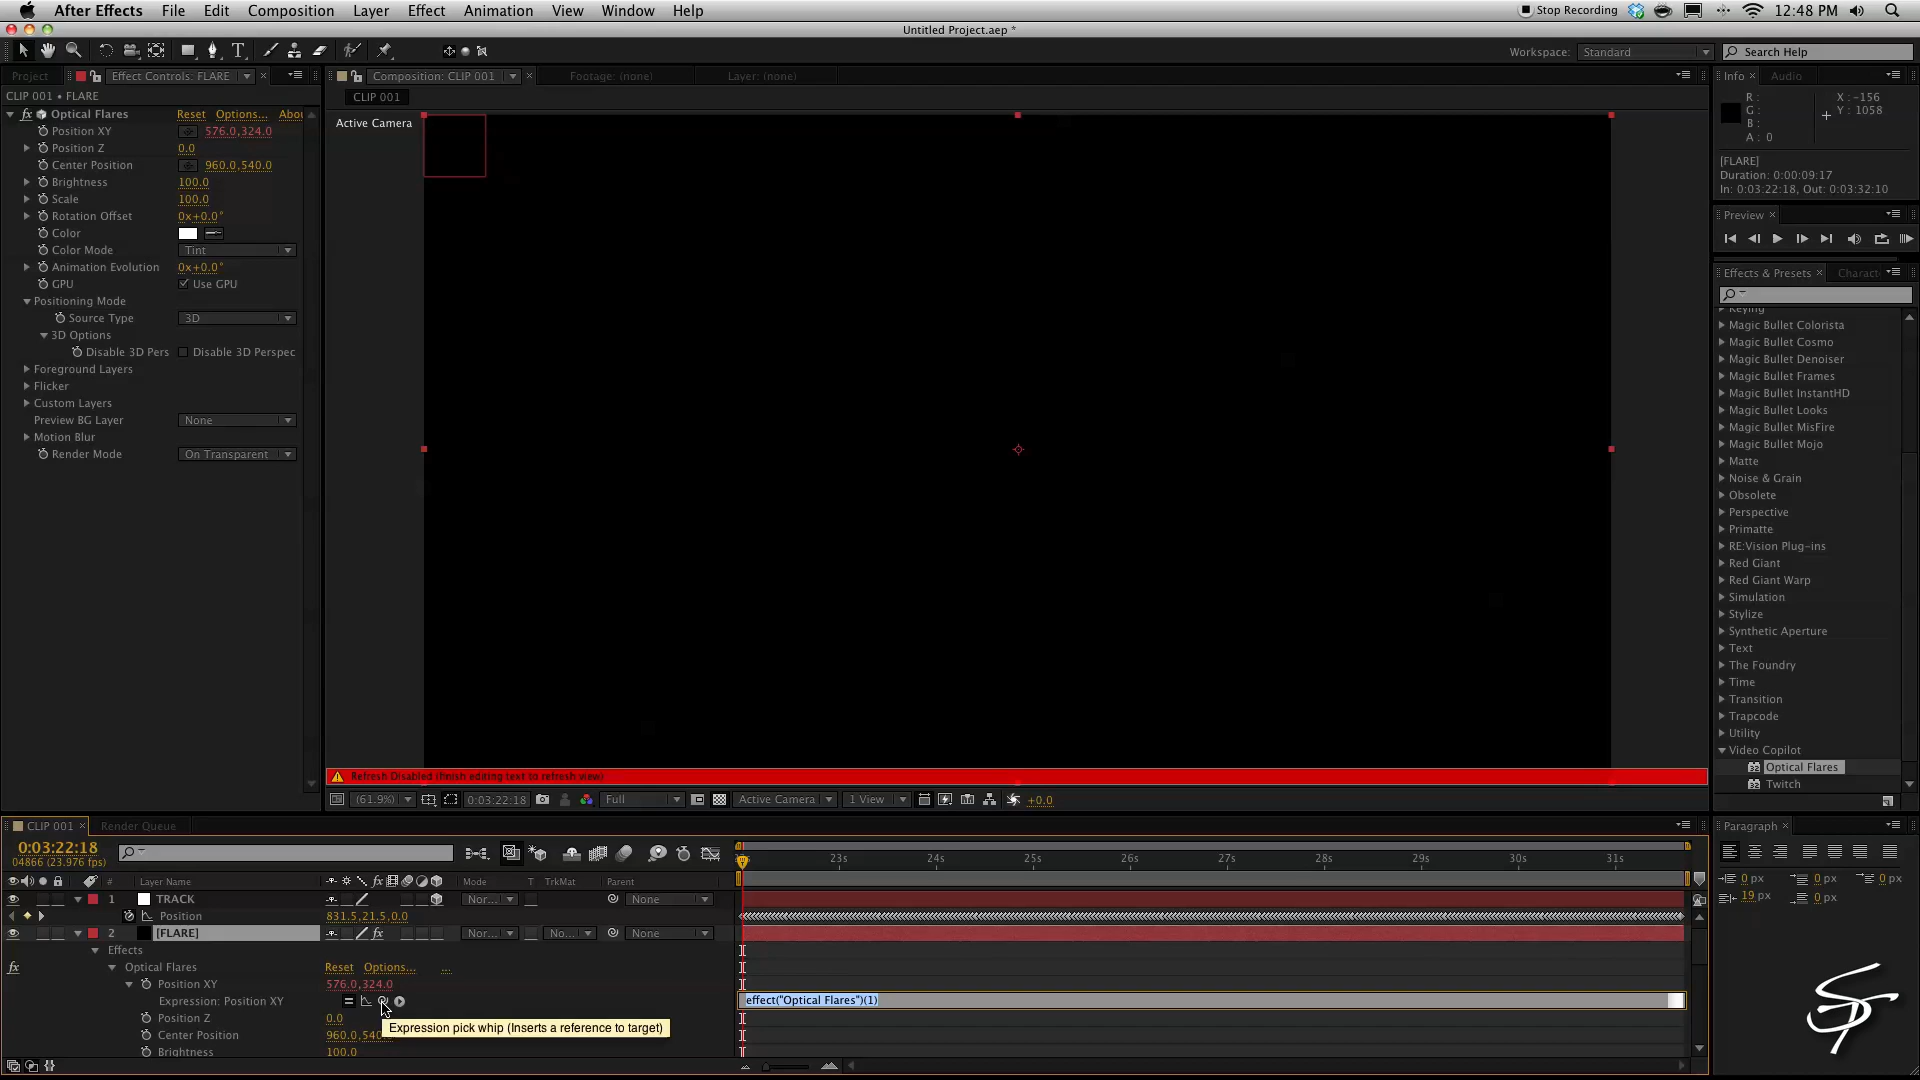 After Effects File Edit Composition Layer Effect Animation View Window Help Stop Recording 12:48 PM
Untitled Project.aep *
Workspace: Standard Search Help
Project Effect Controls: FLARE Composition: CLIP 001 Footage: (none) Layer: (none) Info Audio
CLIP 001 • FLARE
CLIP 001
Optical Flares Reset Options... Abou
Position XY 576.0,324.0
Position Z 0.0
Center Position 960.0,540.0
Brightness 100.0
Scale 100.0
Rotation Offset 0x+0.0°
Color
Color Mode Tint
Animation Evolution 0x+0.0°
GPU Use GPU
Positioning Mode
Source Type 3D
3D Options
Disable 3D Pers Disable 3D Perspec
Foreground Layers
Flicker
Custom Layers
Preview BG Layer None
Motion Blur
Render Mode On Transparent
Active Camera
Refresh Disabled (finish editing text to refresh view)
(61.9%) 0:03:22:18 Full Active Camera 1 View +0.0
R : X : -156
G : Y : 1058
B :
A : 0
[FLARE]
Duration: 0:00:09:17
In: 0:03:22:18, Out: 0:03:32:10
Preview
Effects & Presets Charact
Keying
Magic Bullet Colorista
Magic Bullet Cosmo
Magic Bullet Denoiser
Magic Bullet Frames
Magic Bullet InstantHD
Magic Bullet Looks
Magic Bullet MisFire
Magic Bullet Mojo
Matte
Noise & Grain
Obsolete
Perspective
Primatte
RE:Vision Plug-ins
Red Giant
Red Giant Warp
Simulation
Stylize
Synthetic Aperture
Text
The Foundry
Time
Transition
Trapcode
Utility
Video Copilot
Optical Flares
Twitch
Paragraph
0 px 0 px 0 px
19 px 0 px
CLIP 001 Render Queue
0:03:22:18
04866 (23.976 fps)
23s 24s 25s 26s 27s 28s 29s 30s 31s
# Layer Name Mode T TrkMat Parent
1 TRACK Nor... None
Position 831.5,21.5,0.0
2 [FLARE] Nor... No... None
Effects
fx Optical Flares Reset Options... ...
Position XY 576.0,324.0
Expression: Position XY effect("Optical Flares")(1)
Position Z 0.0
Expression pick whip (Inserts a reference to target)
Center Position 960.0,540.
Brightness 100.0